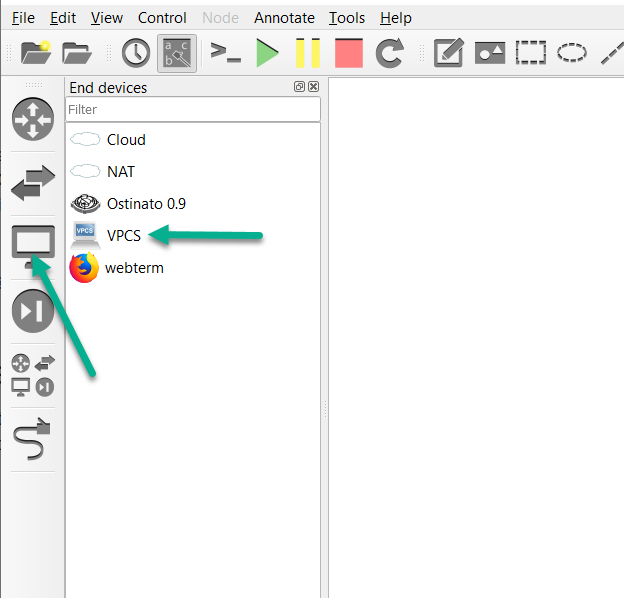 File Edit View Control Node Annotate Tools Help
a c
b
>_
End devices
Filter
Cloud
NAT
Ostinato 0.9
VPCS
VPCS
webterm